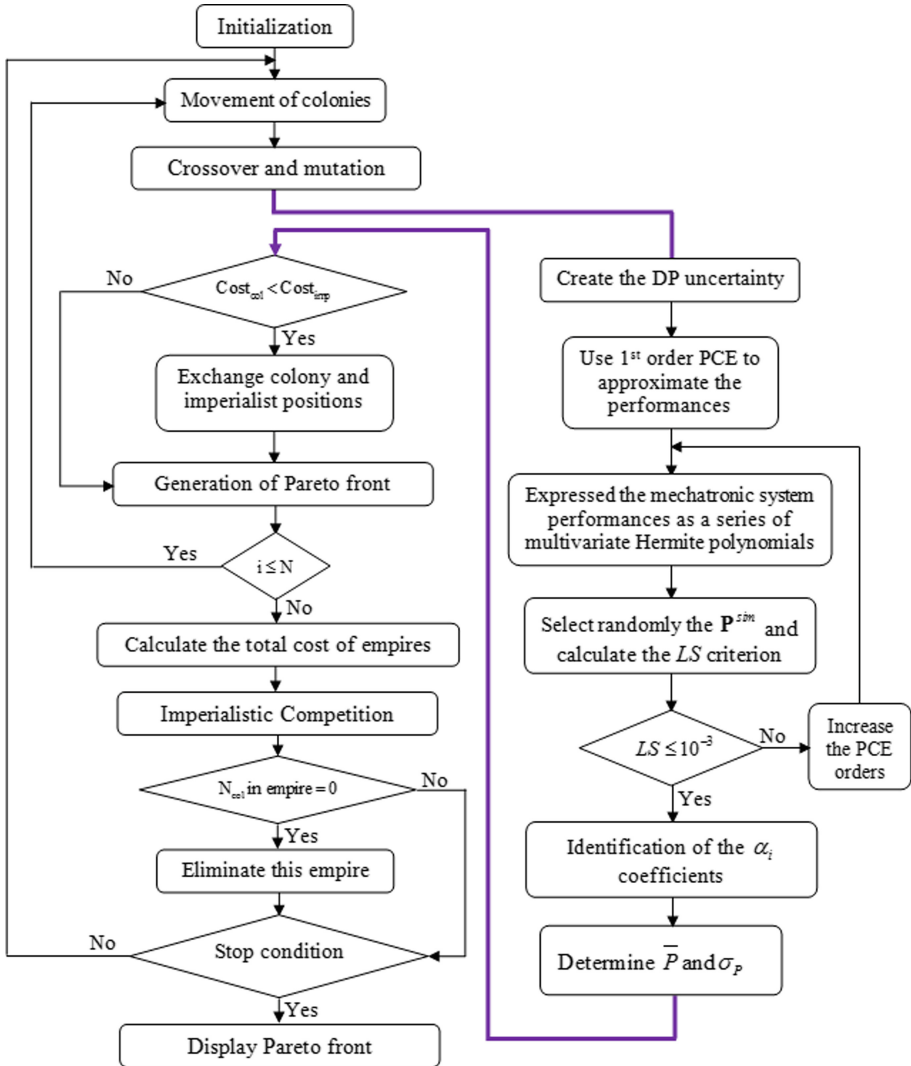 Initialization
Movement of colonies
Crossover and mutation
No
Cost_col < Cost_imp
Yes
Exchange colony and
imperialist positions
Generation of Pareto front
Yes
i ≤ N
No
Calculate the total cost of empires
Imperialistic Competition
N_col in empire = 0
No
Yes
Eliminate this empire
No
Stop condition
Yes
Display Pareto front
Create the DP uncertainty
Use 1st order PCE to
approximate the
performances
Expressed the mechatronic system
performances as a series of
multivariate Hermite polynomials
Select randomly the P^sim and
calculate the LS criterion
LS ≤ 10⁻³
No
Increase
the PCE
orders
Yes
Identification of the α_i
coefficients
Determine P̅ and σ_P